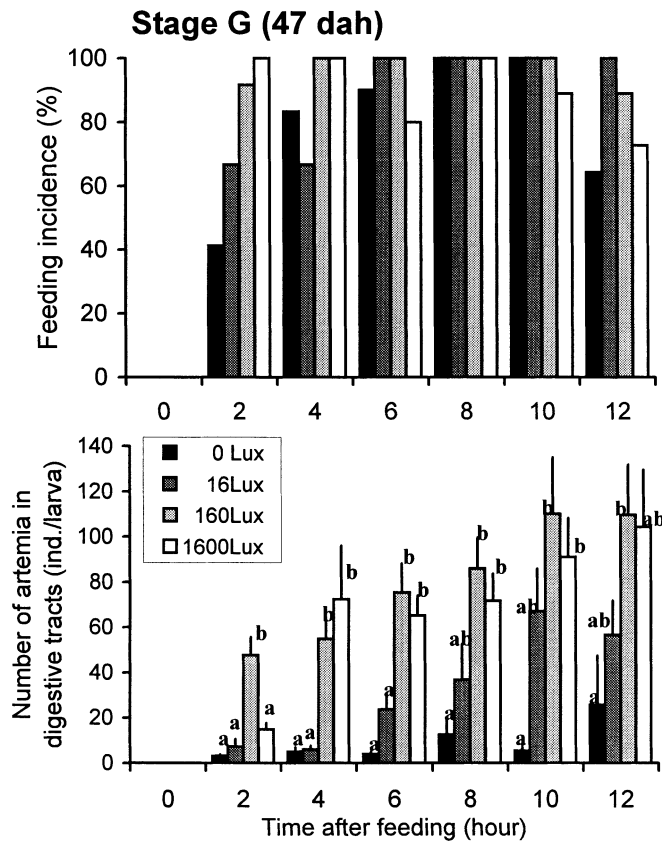 Stage G (47 dah)
Feeding incidence (%)
100
80
60
40
20
0
0 2 4 6 8 10 12
Number of artemia in
digestive tracts (ind./larva)
140
120
100
80
60
40
20
0
0 Lux
16Lux
160Lux
1600Lux
a a b a
a a b b
a a b b
a ab b b
a ab b b
a ab b ab
0 2 4 6 8 10 12
Time after feeding (hour)